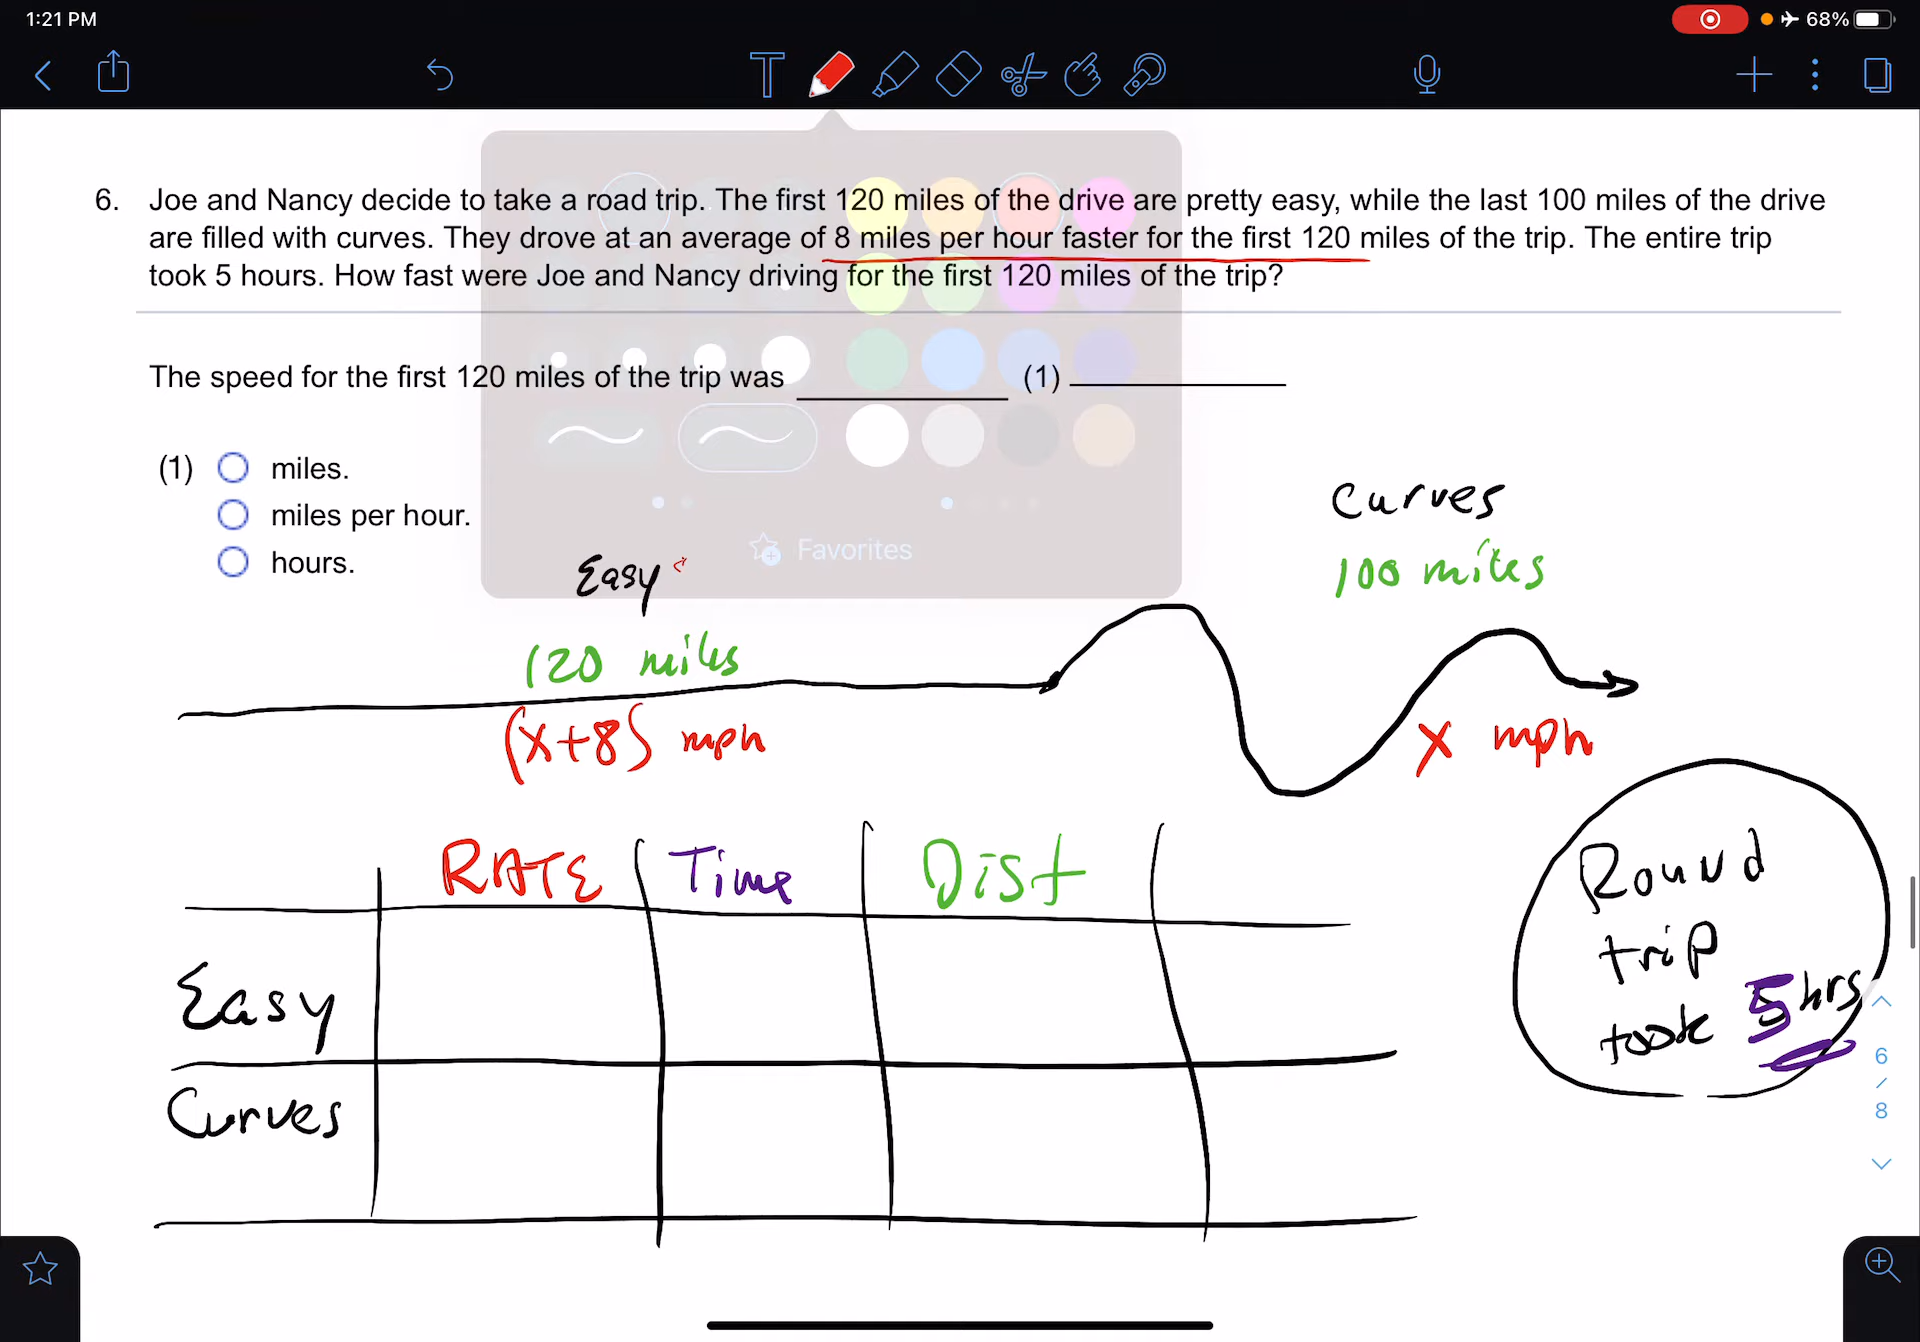 1:21 PM
68%
6. Joe and Nancy decide to take a road trip. The first 120 miles of the drive are pretty easy, while the last 100 miles of the drive
are filled with curves. They drove at an average of 8 miles per hour faster for the first 120 miles of the trip. The entire trip
took 5 hours. How fast were Joe and Nancy driving for the first 120 miles of the trip?
The speed for the first 120 miles of the trip was (1)
(1) miles.
miles per hour.
hours.
Favorites
Easy
120 miles
(x+8) mph
Curves
100 miles
x mph
RATE Time Dist
Easy
Curves
Round
trip
took 5 hrs
6
/
8